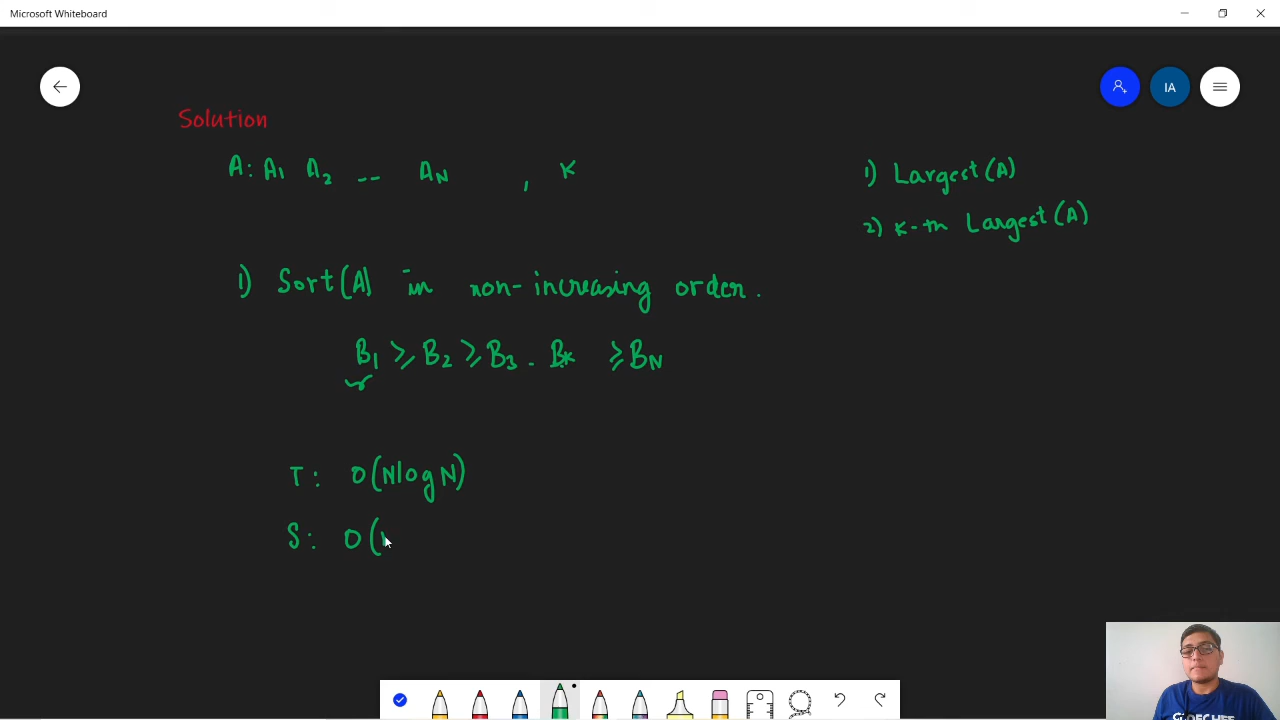 Microsoft Whiteboard
IA
Solution
A: A1 A2 -- AN , K
1) Largest(A)
2) K-th Largest(A)
1) Sort(A) in non-increasing order.
B1 ≥ B2 ≥ B3 . BK ≥ BN
T: O(NlogN)
S: O(